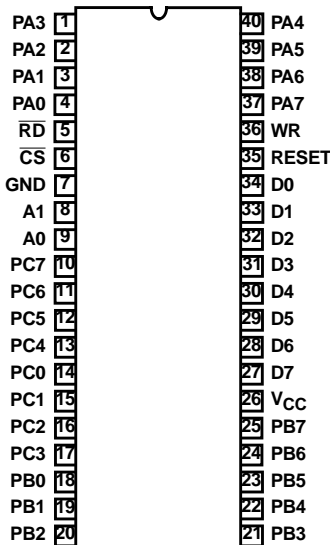 PA3 1 40 PA4
PA2 2 39 PA5
PA1 3 38 PA6
PA0 4 37 PA7
RD 5 36 WR
CS 6 35 RESET
GND 7 34 D0
A1 8 33 D1
A0 9 32 D2
PC7 10 31 D3
PC6 11 30 D4
PC5 12 29 D5
PC4 13 28 D6
PC0 14 27 D7
PC1 15 26 VCC
PC2 16 25 PB7
PC3 17 24 PB6
PB0 18 23 PB5
PB1 19 22 PB4
PB2 20 21 PB3